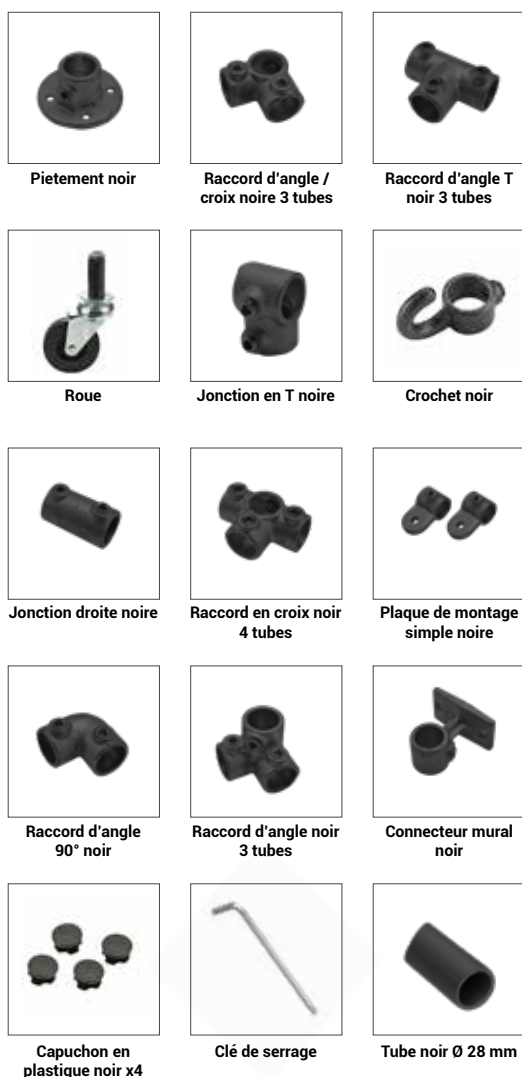 Pietement noir
Raccord d'angle /
croix noire 3 tubes
Raccord d'angle T
noir 3 tubes
Roue
Jonction en T noire
Crochet noir
Jonction droite noire
Raccord en croix noir
4 tubes
Plaque de montage
simple noire
Raccord d'angle
90° noir
Raccord d'angle noir
3 tubes
Connecteur mural
noir
Capuchon en
plastique noir x4
Clé de serrage
Tube noir Ø 28 mm